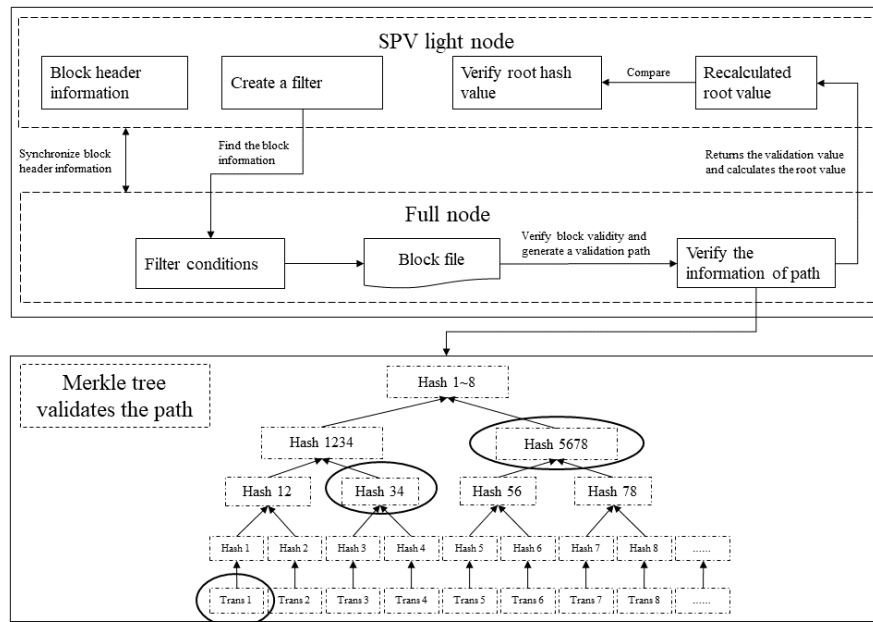 SPV light node
Block header
information
Create a filter
Verify root hash
value
Compare
Recalculated
root value
Synchronize block
header information
Find the block
information
Returns the validation value
and calculates the root value
Full node
Filter conditions
Block file
Verify block validity and
generate a validation path
Verify the
information of path
Merkle tree
validates the path
Hash 1~8
Hash 1234
Hash 5678
Hash 12
Hash 34
Hash 56
Hash 78
Hash 1
Hash 2
Hash 3
Hash 4
Hash 5
Hash 6
Hash 7
Hash 8
......
Trans 1
Trans 2
Trans 3
Trans 4
Trans 5
Trans 6
Trans 7
Trans 8
......